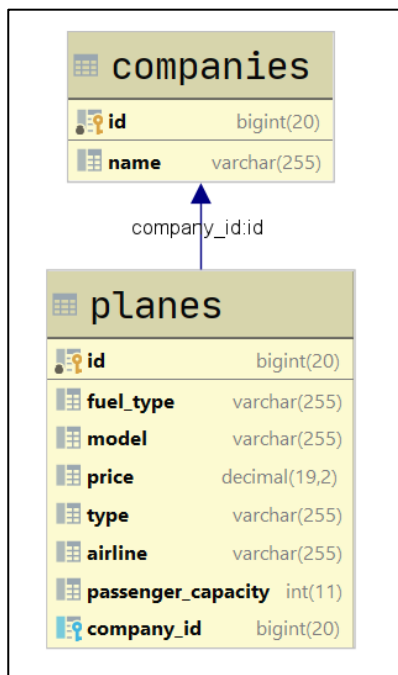 companies
id bigint(20)
name varchar(255)
company_id:id
planes
id bigint(20)
fuel_type varchar(255)
model varchar(255)
price decimal(19,2)
type varchar(255)
airline varchar(255)
passenger_capacity int(11)
company_id bigint(20)